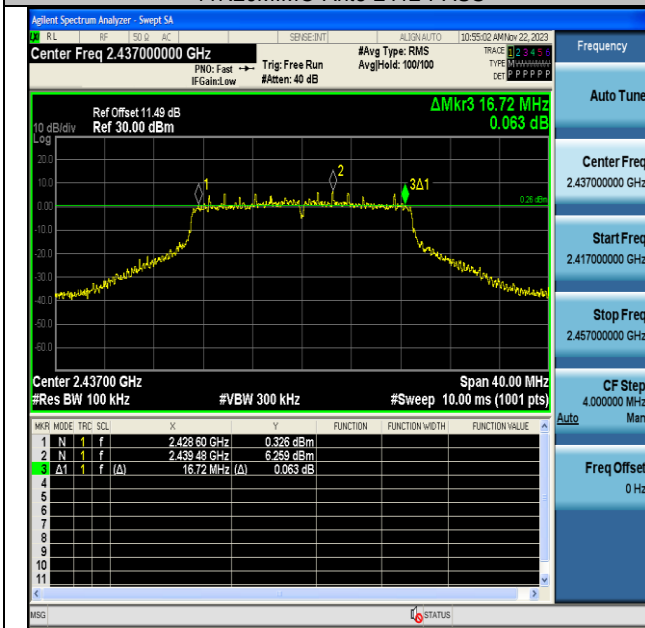 Agilent Spectrum Analyzer - Swept SA
RL RF 50 Ω AC SENSE:INT ALIGN AUTO 10:55:02 AM Nov 22, 2023
Center Freq 2.437000000 GHz
PNO: Fast Trig: Free Run
IFGain:Low #Atten: 40 dB
#Avg Type: RMS
Avg|Hold: 100/100
TRACE 1 2 3 4 5 6
TYPE M
DET P P P P P P
Frequency
Auto Tune
Center Freq
2.437000000 GHz
Start Freq
2.417000000 GHz
Stop Freq
2.457000000 GHz
CF Step
4.000000 MHz
Auto Man
Freq Offset
0 Hz
ΔMkr3 16.72 MHz
0.063 dB
Ref Offset 11.49 dB
10 dB/div Ref 30.00 dBm
Log
20.0
10.0
0.00
-10.0
-20.0
-30.0
-40.0
-50.0
-60.0
1
2
3Δ1
0.26 dBm
Center 2.43700 GHz Span 40.00 MHz
#Res BW 100 kHz #VBW 300 kHz #Sweep 10.00 ms (1001 pts)
MKR MODE TRC SCL X Y FUNCTION FUNCTION WIDTH FUNCTION VALUE
1 N 1 f 2.428 60 GHz 0.326 dBm
2 N 1 f 2.439 48 GHz 6.259 dBm
3 Δ1 1 f (Δ) 16.72 MHz (Δ) 0.063 dB
4
5
6
7
8
9
10
11
MSG STATUS